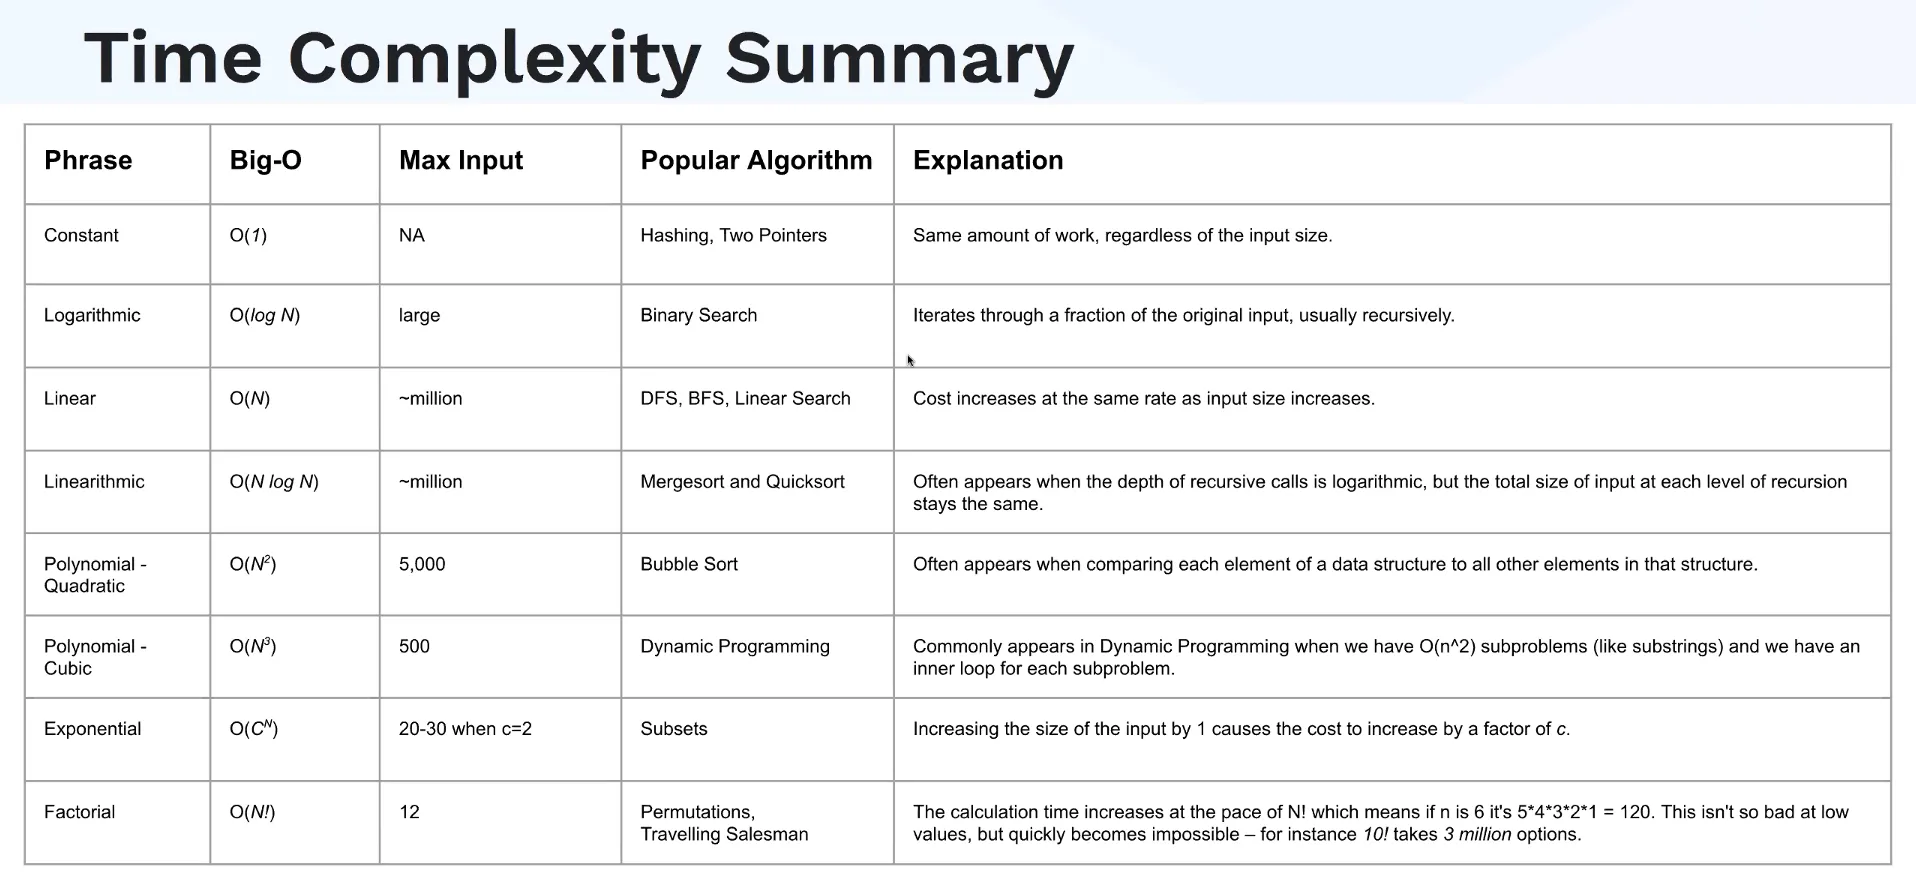 Time Complexity Summary
Phrase Big-O Max Input Popular Algorithm Explanation
Constant O(1) NA Hashing, Two Pointers Same amount of work, regardless of the input size.
Logarithmic O(log N) large Binary Search Iterates through a fraction of the original input, usually recursively.
Linear O(N) ~million DFS, BFS, Linear Search Cost increases at the same rate as input size increases.
Linearithmic O(N log N) ~million Mergesort and Quicksort Often appears when the depth of recursive calls is logarithmic, but the total size of input at each level of recursion
stays the same.
Polynomial - O(N²) 5,000 Bubble Sort Often appears when comparing each element of a data structure to all other elements in that structure.
Quadratic
Polynomial - O(N³) 500 Dynamic Programming Commonly appears in Dynamic Programming when we have O(n^2) subproblems (like substrings) and we have an
Cubic inner loop for each subproblem.
Exponential O(Cᴺ) 20-30 when c=2 Subsets Increasing the size of the input by 1 causes the cost to increase by a factor of c.
Factorial O(N!) 12 Permutations, The calculation time increases at the pace of N! which means if n is 6 it's 5*4*3*2*1 = 120. This isn't so bad at low
Travelling Salesman values, but quickly becomes impossible – for instance 10! takes 3 million options.